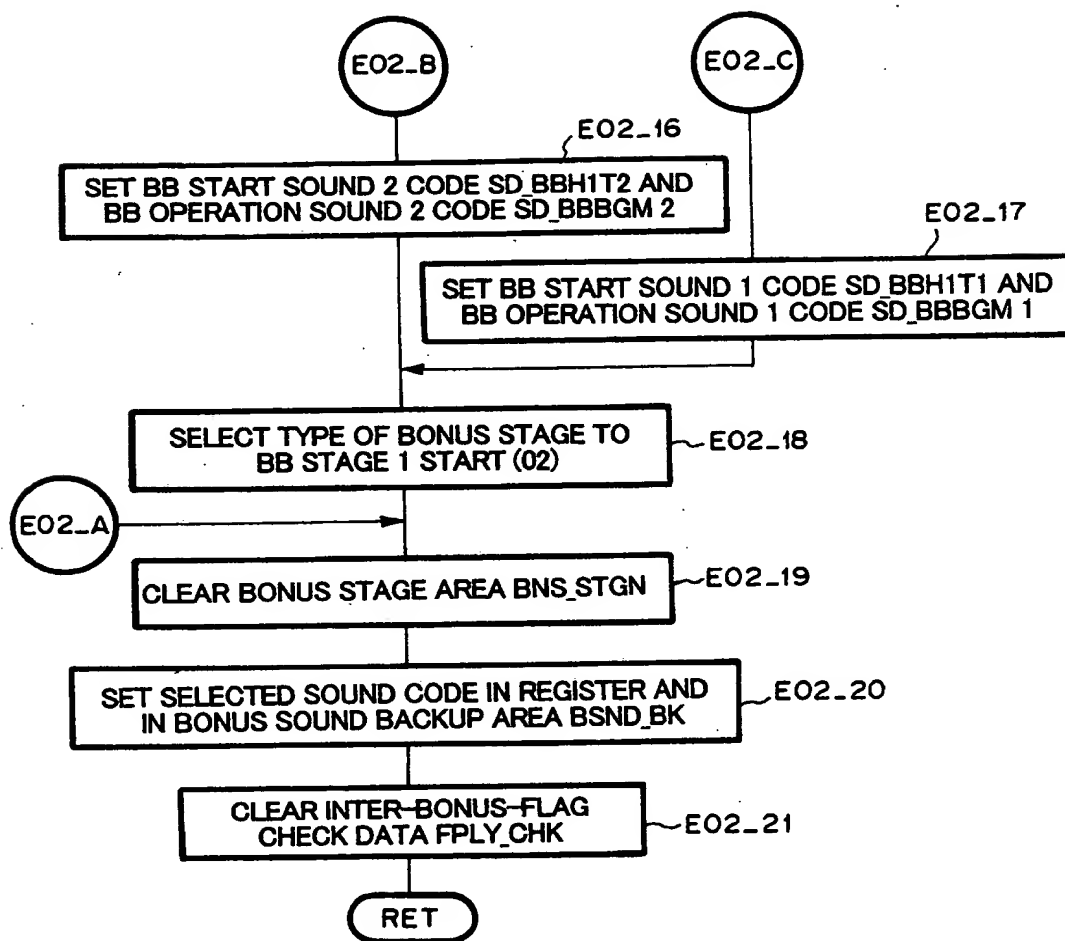 E02_B
E02_C
E02_16
SET BB START SOUND 2 CODE SD_BBH1T2 AND
BB OPERATION SOUND 2 CODE SD_BBBGM 2
E02_17
SET BB START SOUND 1 CODE SD_BBH1T1 AND
BB OPERATION SOUND 1 CODE SD_BBBGM 1
SELECT TYPE OF BONUS STAGE TO
BB STAGE 1 START (02)
E02_18
E02_A
CLEAR BONUS STAGE AREA BNS_STGN
E02_19
SET SELECTED SOUND CODE IN REGISTER AND
IN BONUS SOUND BACKUP AREA BSND_BK
E02_20
CLEAR INTER-BONUS-FLAG
CHECK DATA FPLY_CHK
E02_21
RET